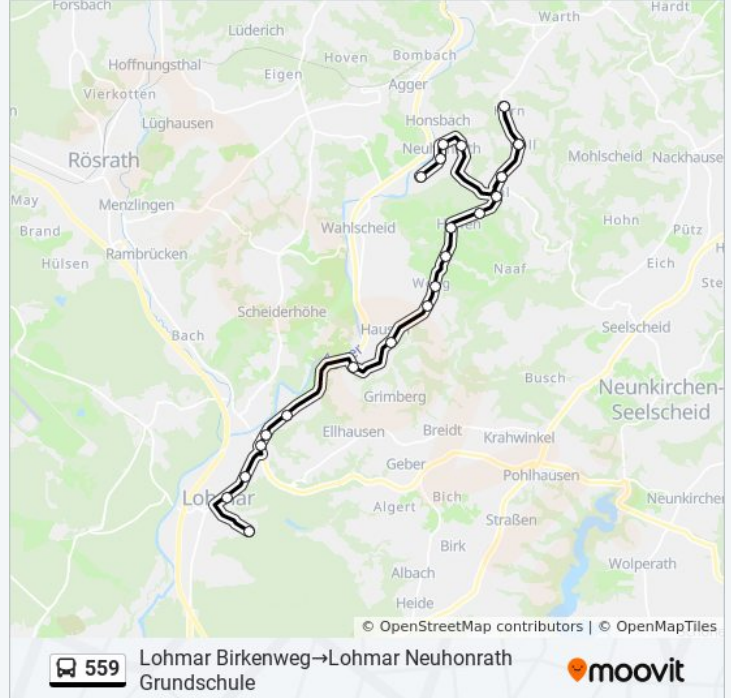 Forsbach
Warth
Hardt
Lüderich
Hoffnungsthal
Hoven
Bombach
Eigen
Agger
Vierkotten
Lüghausen
Honsbach
Rösrath
Mohlscheid
Nackhause
May
Menzlingen
Brand
Wahlscheid
Hohn
Pütz
Hülsen
Rambrücken
Naaf
Eich
Scheiderhöhe
Seelscheid
Bach
Busch
Neunkirchen-
Seelscheid
Grimberg
Ellhausen
Breidt
Krahwinkel
Geber
Pohlhausen
Lohmar
Bich
Algert
Neunkirchen
Straßen
Birk
Wolperath
Albach
Heide
© OpenStreetMap contributors | © OpenMapTiles
559
Lohmar Birkenweg→Lohmar Neuhonrath
Grundschule
moovit